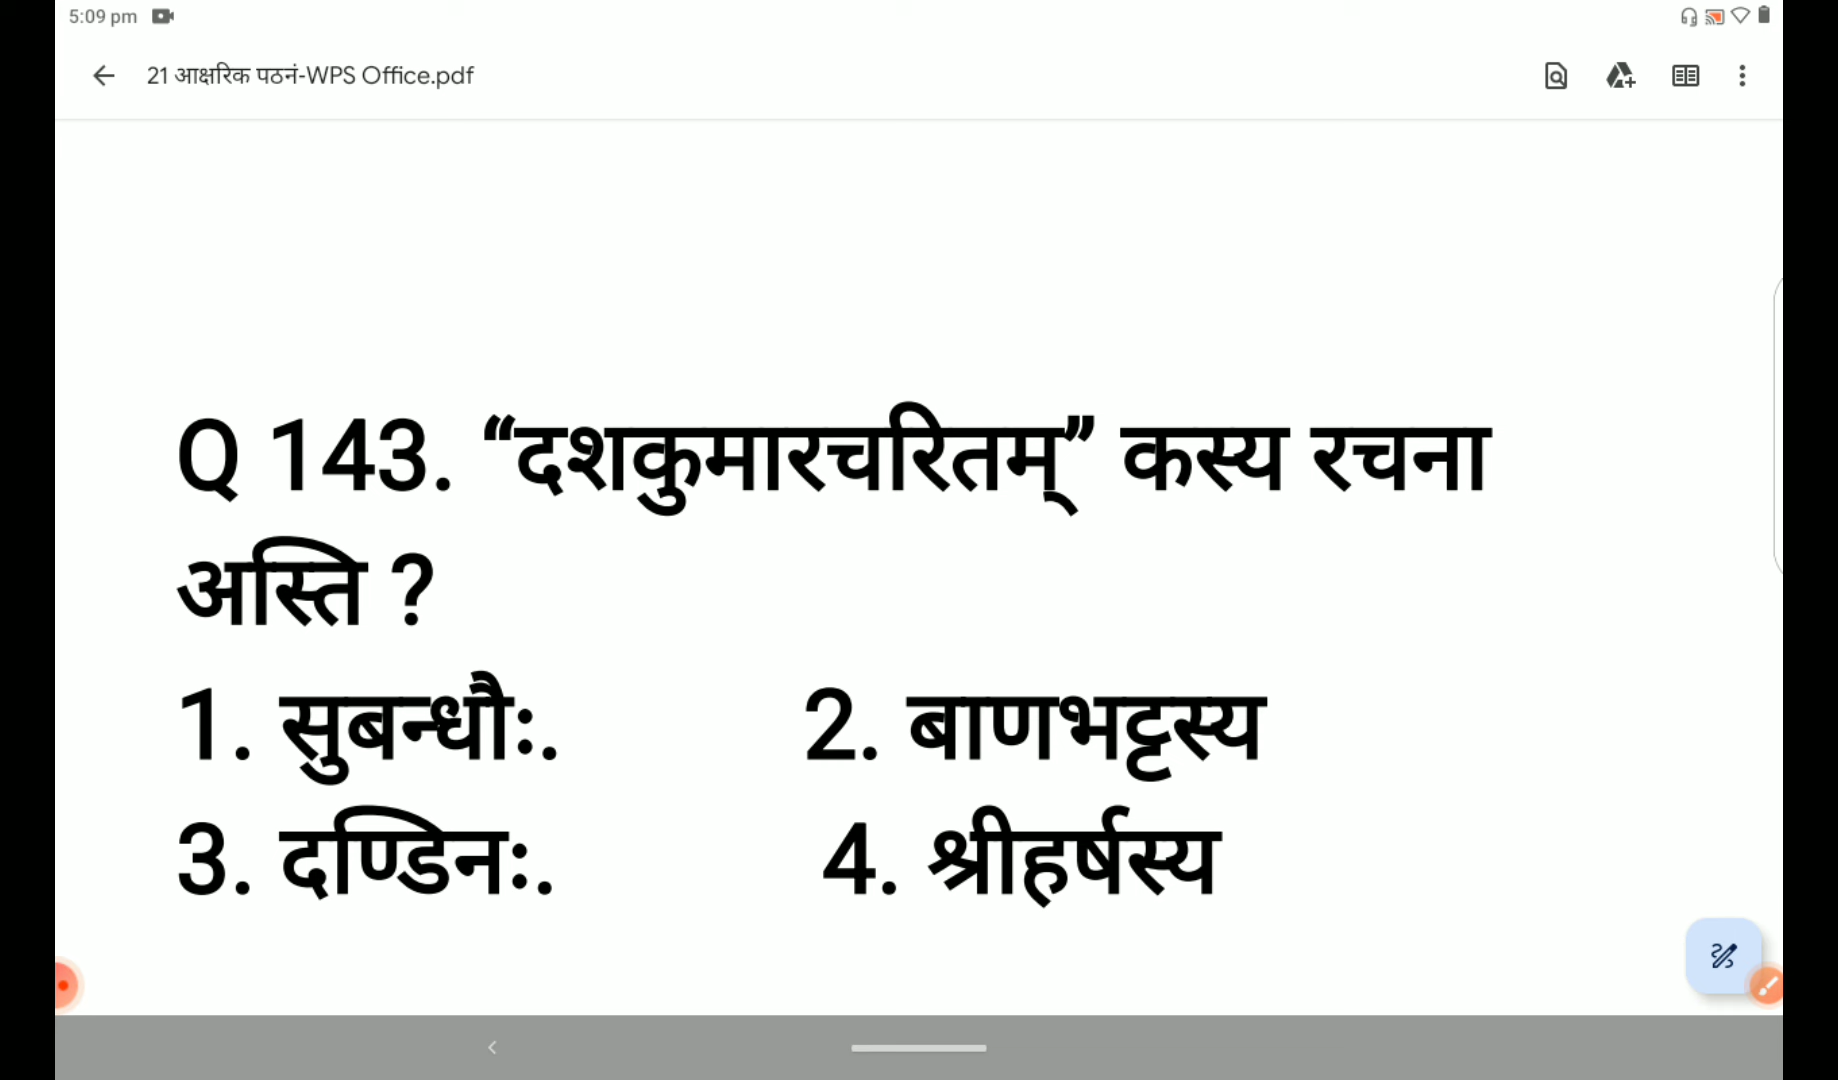 5:09 pm
21 आक्षरिक पठनं-WPS Office.pdf
Q 143. “दशकुमारचरितम्” कस्य रचना
अस्ति ?
1. सुबन्धौः. 2. बाणभट्टस्य
3. दण्डिनः. 4. श्रीहर्षस्य